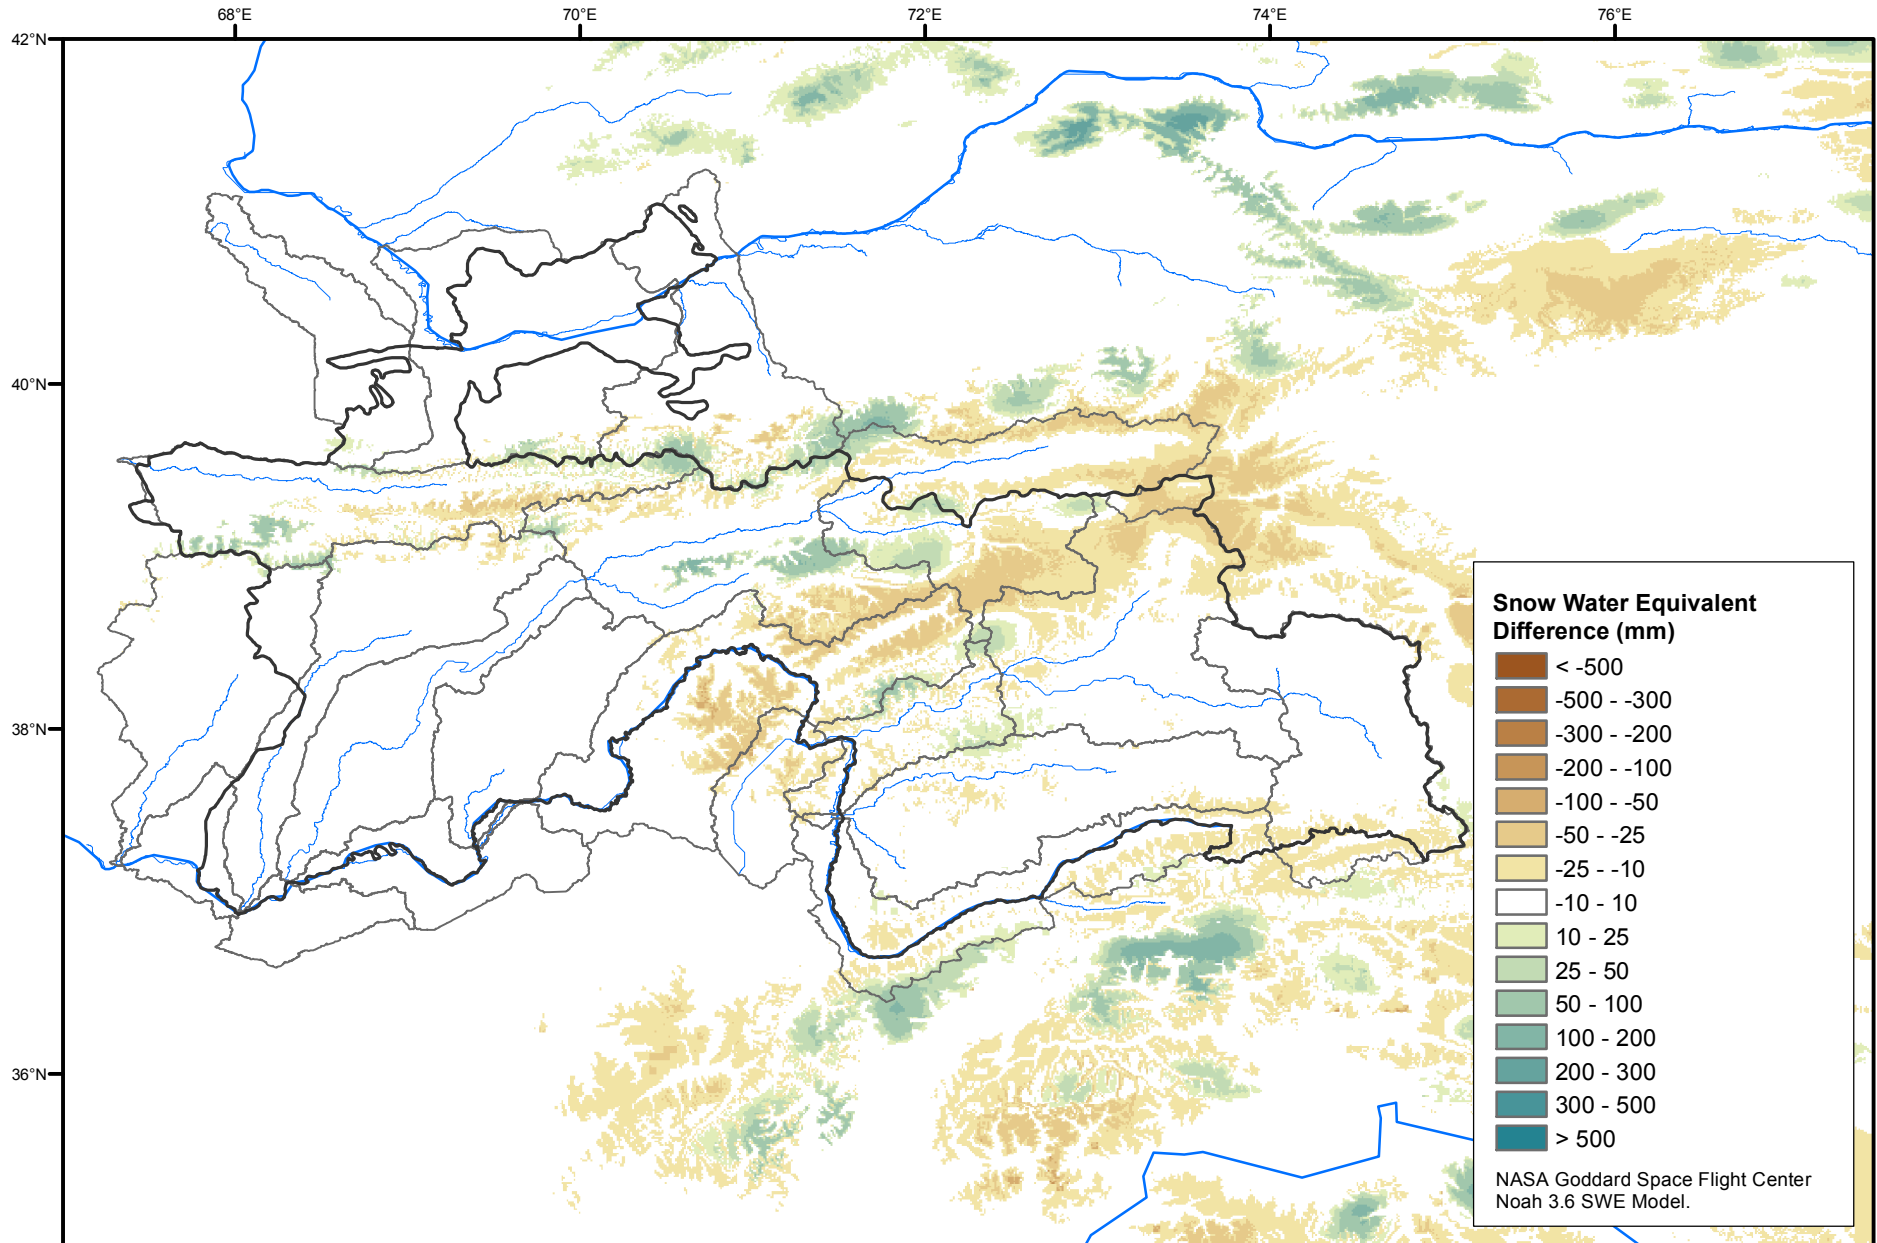 68°E
70°E
72°E
74°E
76°E
42°N
40°N
38°N
36°N
Snow Water Equivalent
Difference (mm)
< -500
-500 - -300
-300 - -200
-200 - -100
-100 - -50
-50 - -25
-25 - -10
-10 - 10
10 - 25
25 - 50
50 - 100
100 - 200
200 - 300
300 - 500
> 500
NASA Goddard Space Flight Center
Noah 3.6 SWE Model.